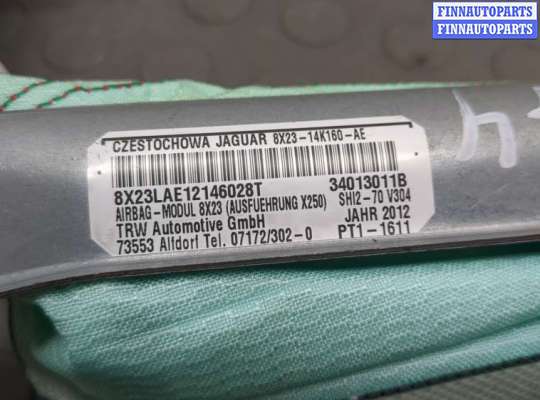 FINNAUTOPARTS
FINNAUTOPARTS
CZESTOCHOWA JAGUAR 8X23-14K160-AE
8X23LAE12146028T 34013011B
AIRBAG-MODUL 8X23 (AUSFUEHRUNG X250) SHI2-70 V304
TRW Automotive GmbH JAHR 2012
73553 Alfdorf Tel. 07172/302-0 PT1-1611